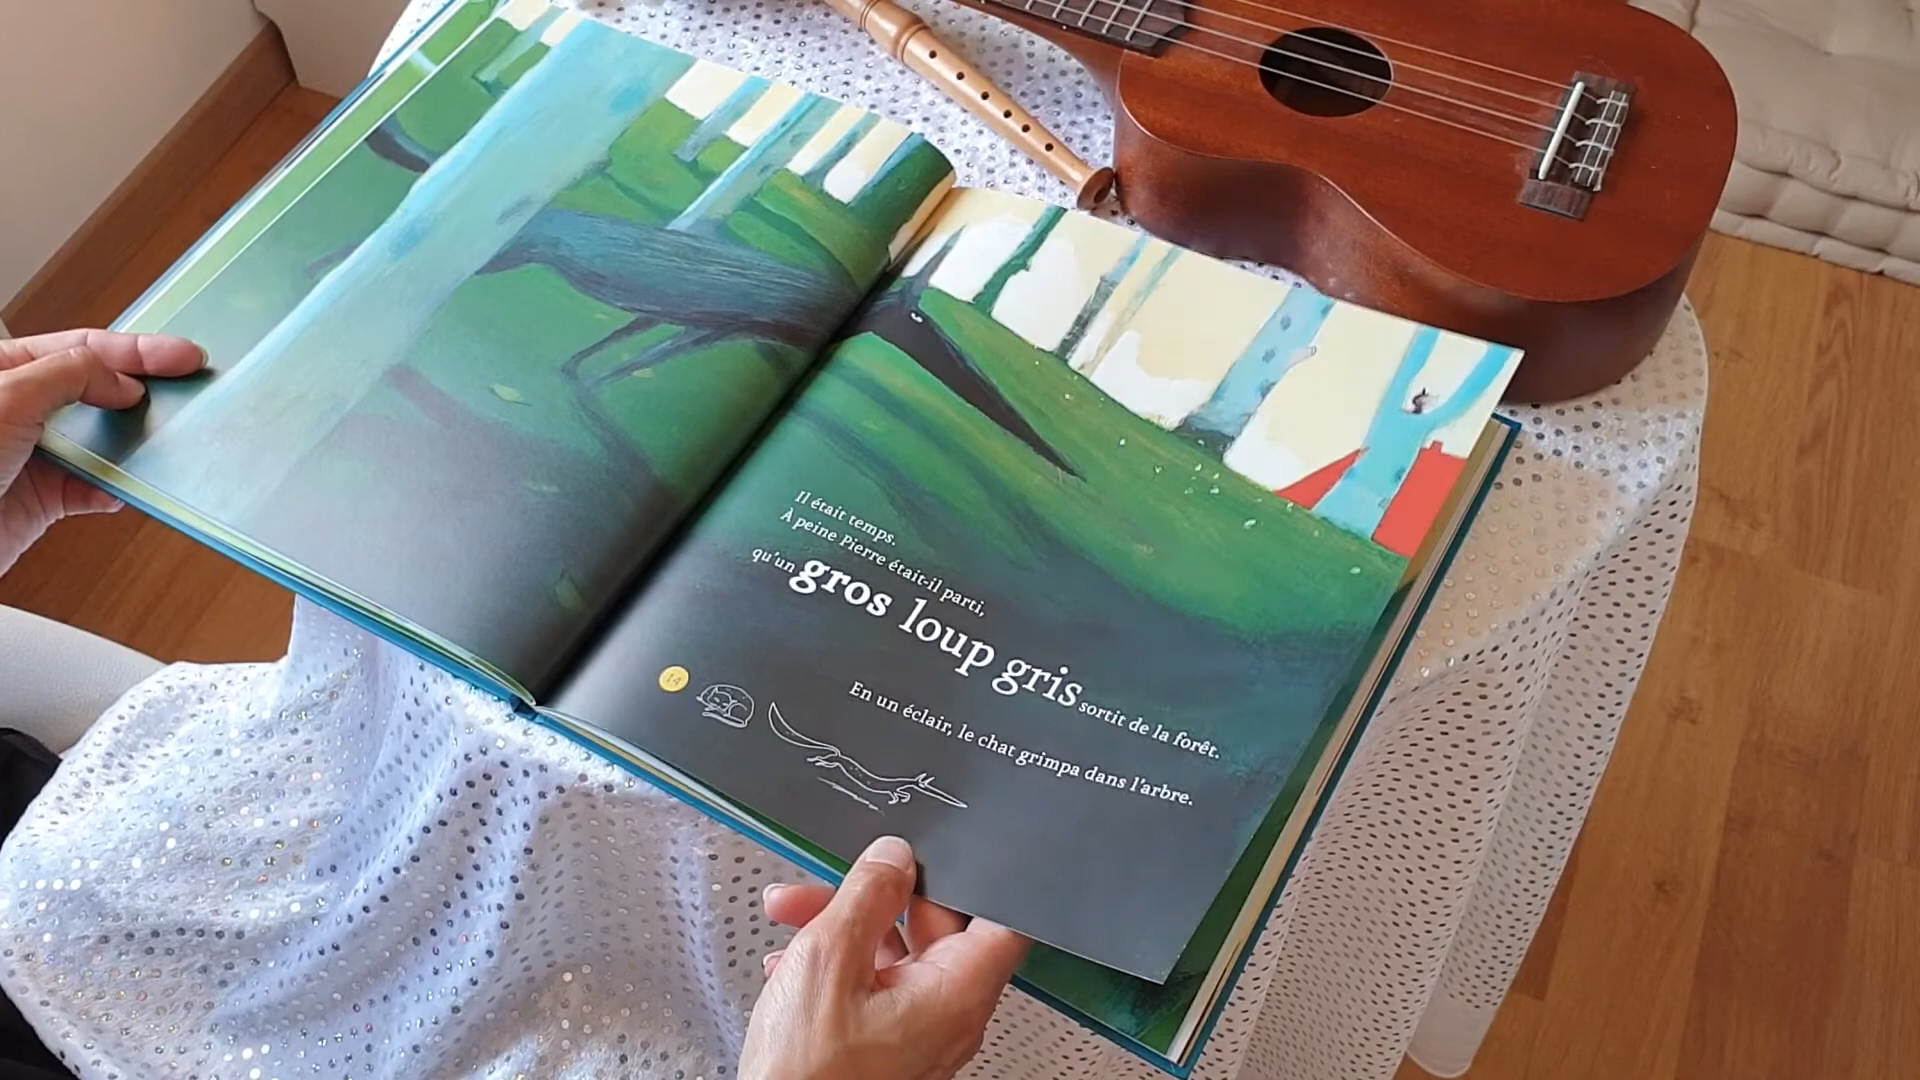 Il était temps.
À peine Pierre était-il parti,
qu'un gros loup gris sortit de la forêt.
En un éclair, le chat grimpa dans l'arbre.
14